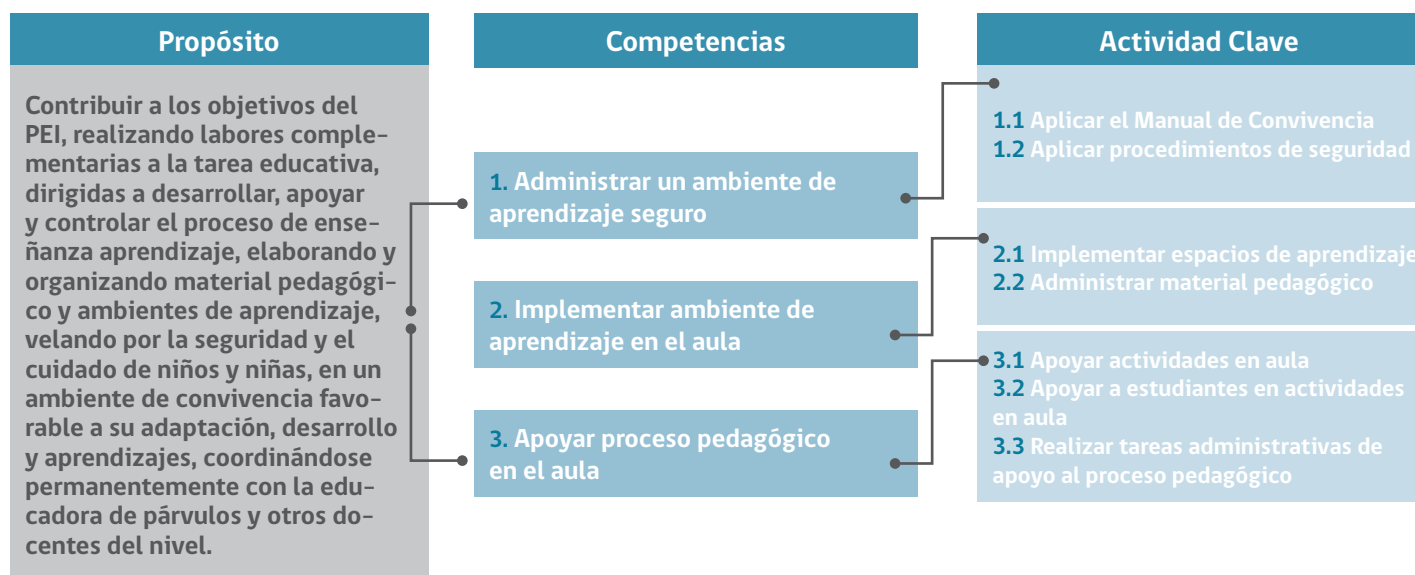 Propósito
Contribuir a los objetivos del
PEI, realizando labores comple-
mentarias a la tarea educativa,
dirigidas a desarrollar, apoyar
y controlar el proceso de ense-
ñanza aprendizaje, elaborando y
organizando material pedagógi-
co y ambientes de aprendizaje,
velando por la seguridad y el
cuidado de niños y niñas, en un
ambiente de convivencia favo-
rable a su adaptación, desarrollo
y aprendizajes, coordinándose
permanentemente con la edu-
cadora de párvulos y otros do-
centes del nivel.
Competencias
1. Administrar un ambiente de
aprendizaje seguro
2. Implementar ambiente de
aprendizaje en el aula
3. Apoyar proceso pedagógico
en el aula
Actividad Clave
1.1 Aplicar el Manual de Convivencia
1.2 Aplicar procedimientos de seguridad
2.1 Implementar espacios de aprendizaje
2.2 Administrar material pedagógico
3.1 Apoyar actividades en aula
3.2 Apoyar a estudiantes en actividades
en aula
3.3 Realizar tareas administrativas de
apoyo al proceso pedagógico